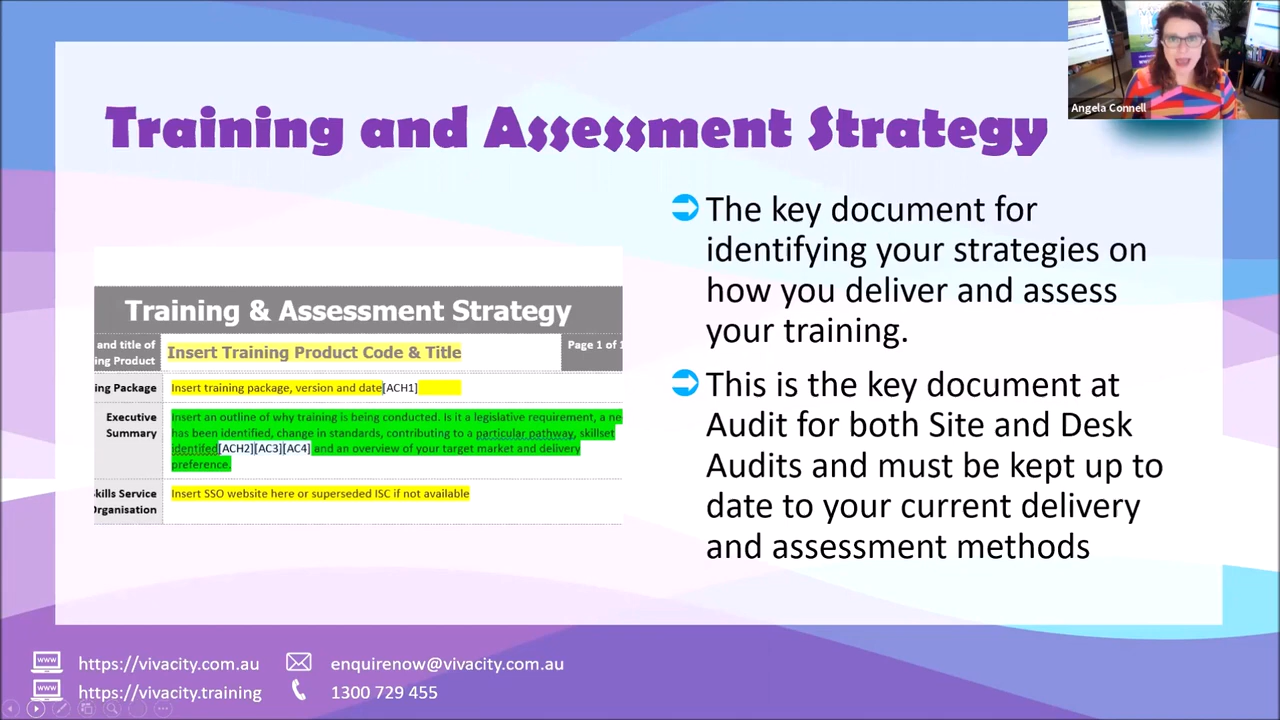 Angela Connell
Training and Assessment Strategy
The key document for
identifying your strategies on
how you deliver and assess
your training.
This is the key document at
Audit for both Site and Desk
Audits and must be kept up to
date to your current delivery
and assessment methods
Training & Assessment Strategy
and title of
ing Product
Insert Training Product Code & Title
Page 1 of 1
ing Package
Insert training package, version and date[ACH1]
Executive
Summary
Insert an outline of why training is being conducted. Is it a legislative requirement, a ne
has been identified, change in standards, contributing to a particular pathway, skillset
identifed[ACH2][AC3][AC4] and an overview of your target market and delivery
preference.
Skills Service
Organisation
Insert SSO website here or superseded ISC if not available
www https://vivacity.com.au
enquirenow@vivacity.com.au
www https://vivacity.training
1300 729 455